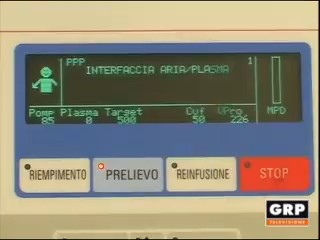 PPP 1
INTERFACCIA ARIA/PLASMA
Pomp Plasma Target Cuf VPro MPD
85 0 500 50 226
RIEMPIMENTO PRELIEVO REINFUSIONE STOP
GRP
TELEVISIONE